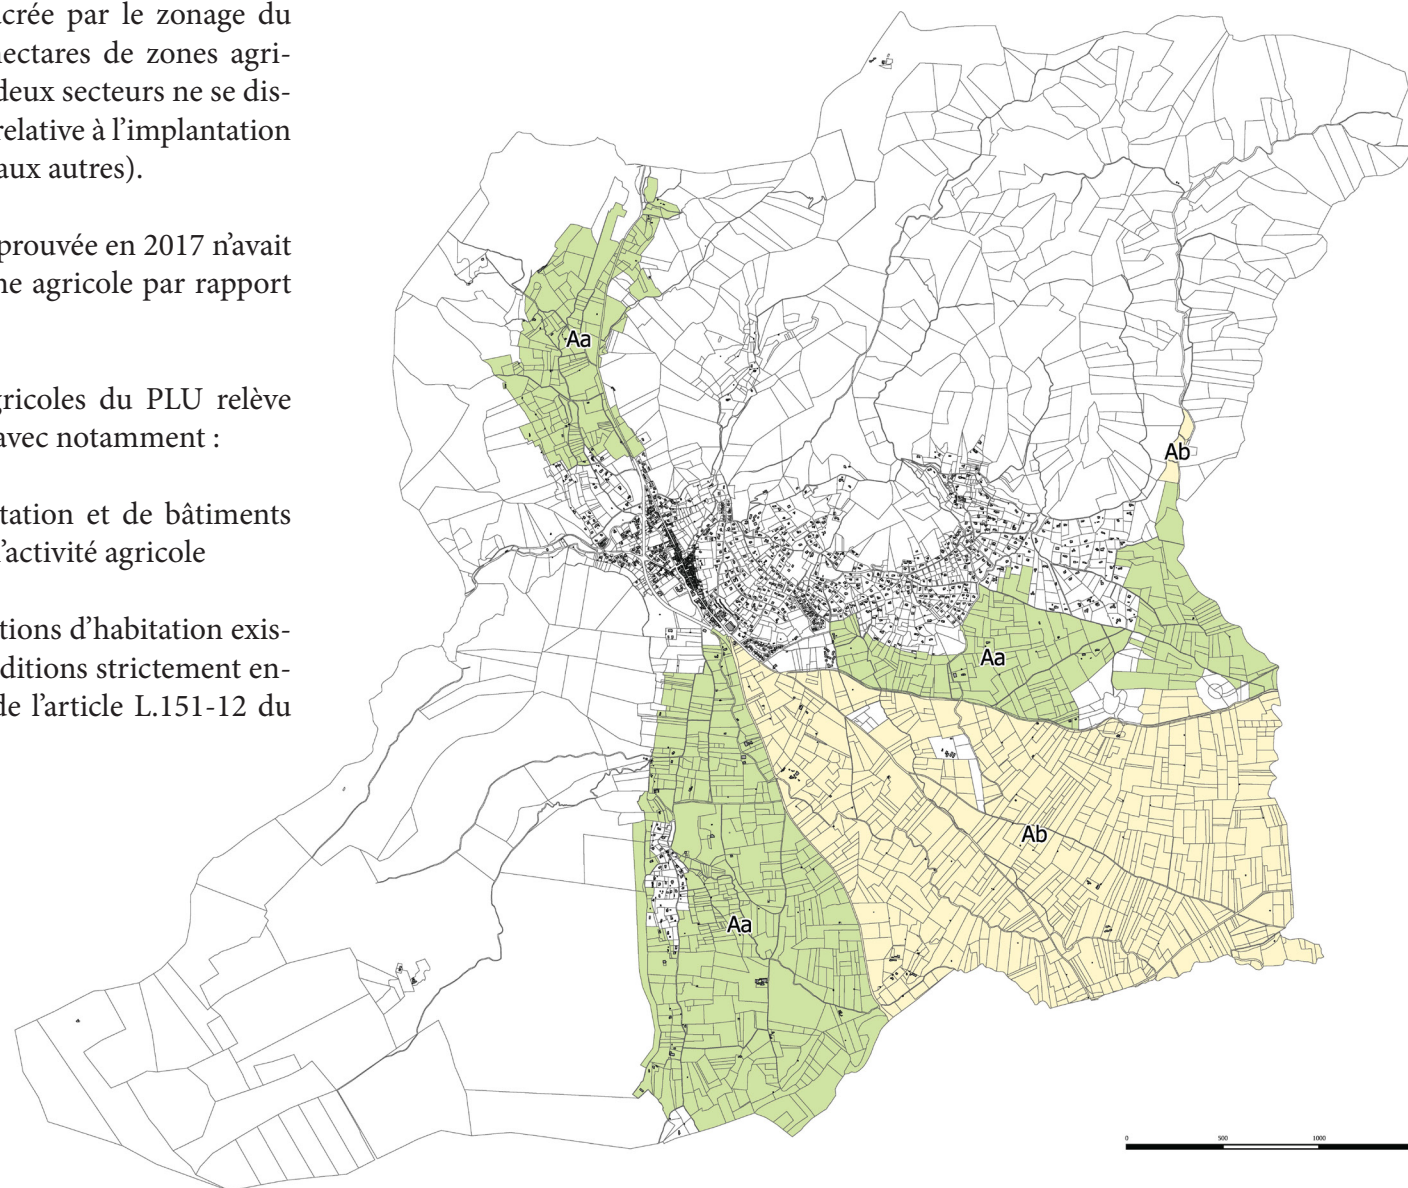 crée par le zonage du
hectares de zones agri-
deux secteurs ne se dis-
relative à l'implantation
aux autres).
prouvée en 2017 n'avait
ne agricole par rapport
gricoles du PLU relève
avec notamment :
tation et de bâtiments
l'activité agricole
tions d'habitation exis-
ditions strictement en-
de l'article L.151-12 du
Aa
Ab
Aa
Ab
Aa
0 500 1000